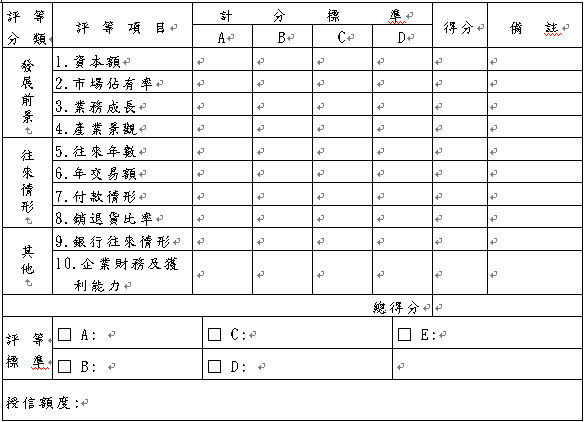 評等分類 評等項目 計分標準 得分 備註
A B C D
發展前景
1.資本額
2.市場佔有率
3.業務成長
4.產業景觀
往來情形
5.往來年數
6.年交易額
7.付款情形
8.銷退貨比率
其他
9.銀行往來情形
10.企業財務及獲
利能力
總得分
評等標準
□ A: □ C: □ E:
□ B: □ D:
授信額度: